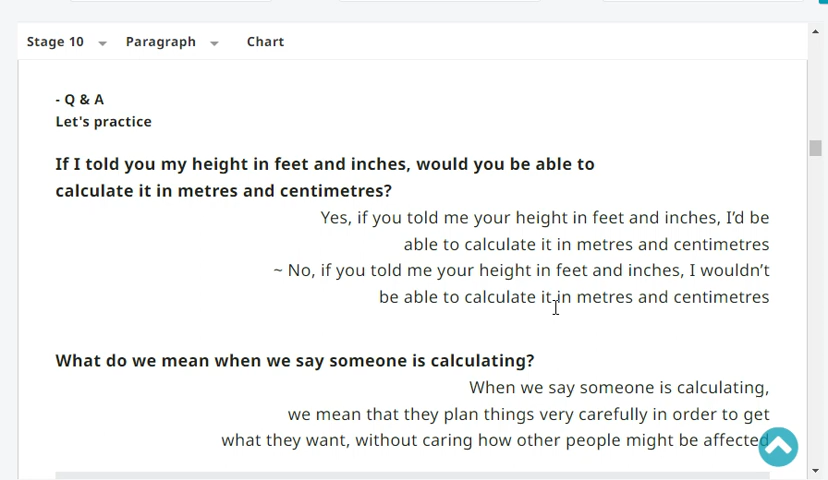 Stage 10 Paragraph Chart
- Q & A
Let's practice
If I told you my height in feet and inches, would you be able to
calculate it in metres and centimetres?
Yes, if you told me your height in feet and inches, I’d be
able to calculate it in metres and centimetres
~ No, if you told me your height in feet and inches, I wouldn’t
be able to calculate it in metres and centimetres
What do we mean when we say someone is calculating?
When we say someone is calculating,
we mean that they plan things very carefully in order to get
what they want, without caring how other people might be affected